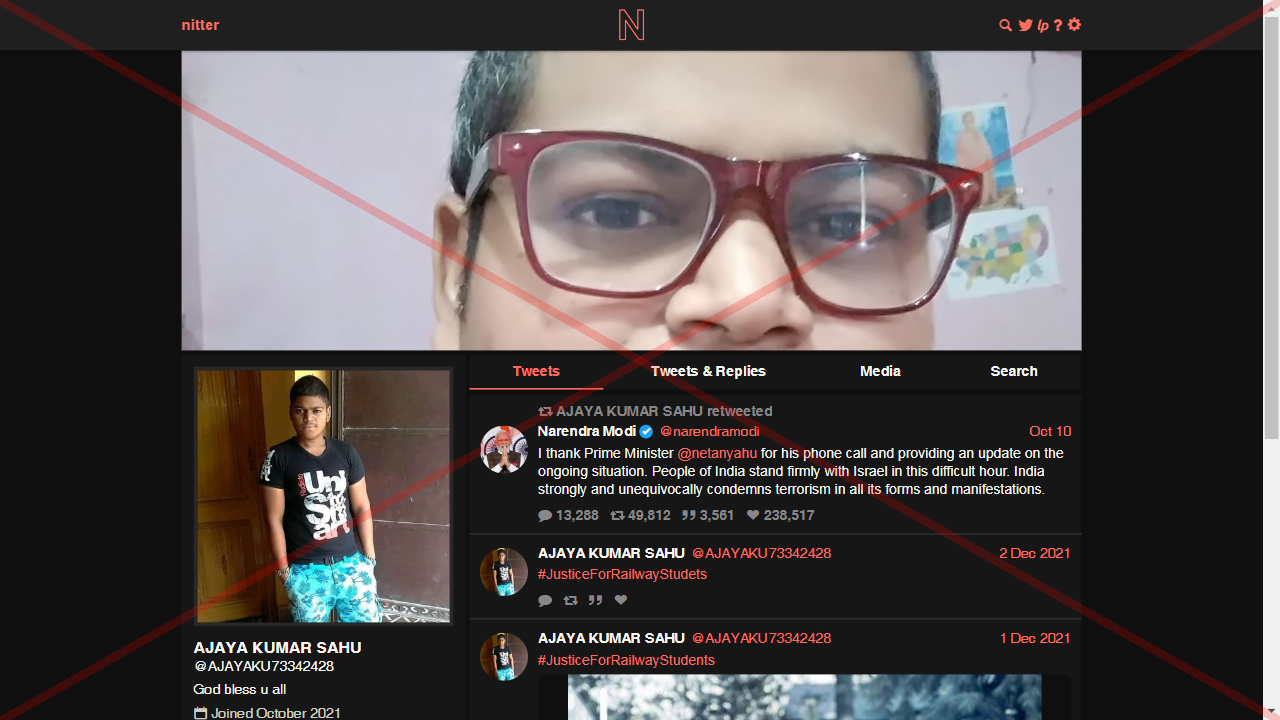 nitter
N
lp ?
Tweets
Tweets & Replies
Media
Search
AJAYA KUMAR SAHU retweeted
Narendra Modi @narendramodi Oct 10
I thank Prime Minister @netanyahu for his phone call and providing an update on the
ongoing situation. People of India stand firmly with Israel in this difficult hour. India
strongly and unequivocally condemns terrorism in all its forms and manifestations.
13,288 49,812 3,561 238,517
AJAYA KUMAR SAHU @AJAYAKU73342428 2 Dec 2021
#JusticeForRailwayStudets
AJAYA KUMAR SAHU @AJAYAKU73342428 1 Dec 2021
#JusticeForRailwayStudents
Uni
St
art
AJAYA KUMAR SAHU
@AJAYAKU73342428
God bless u all
Joined October 2021